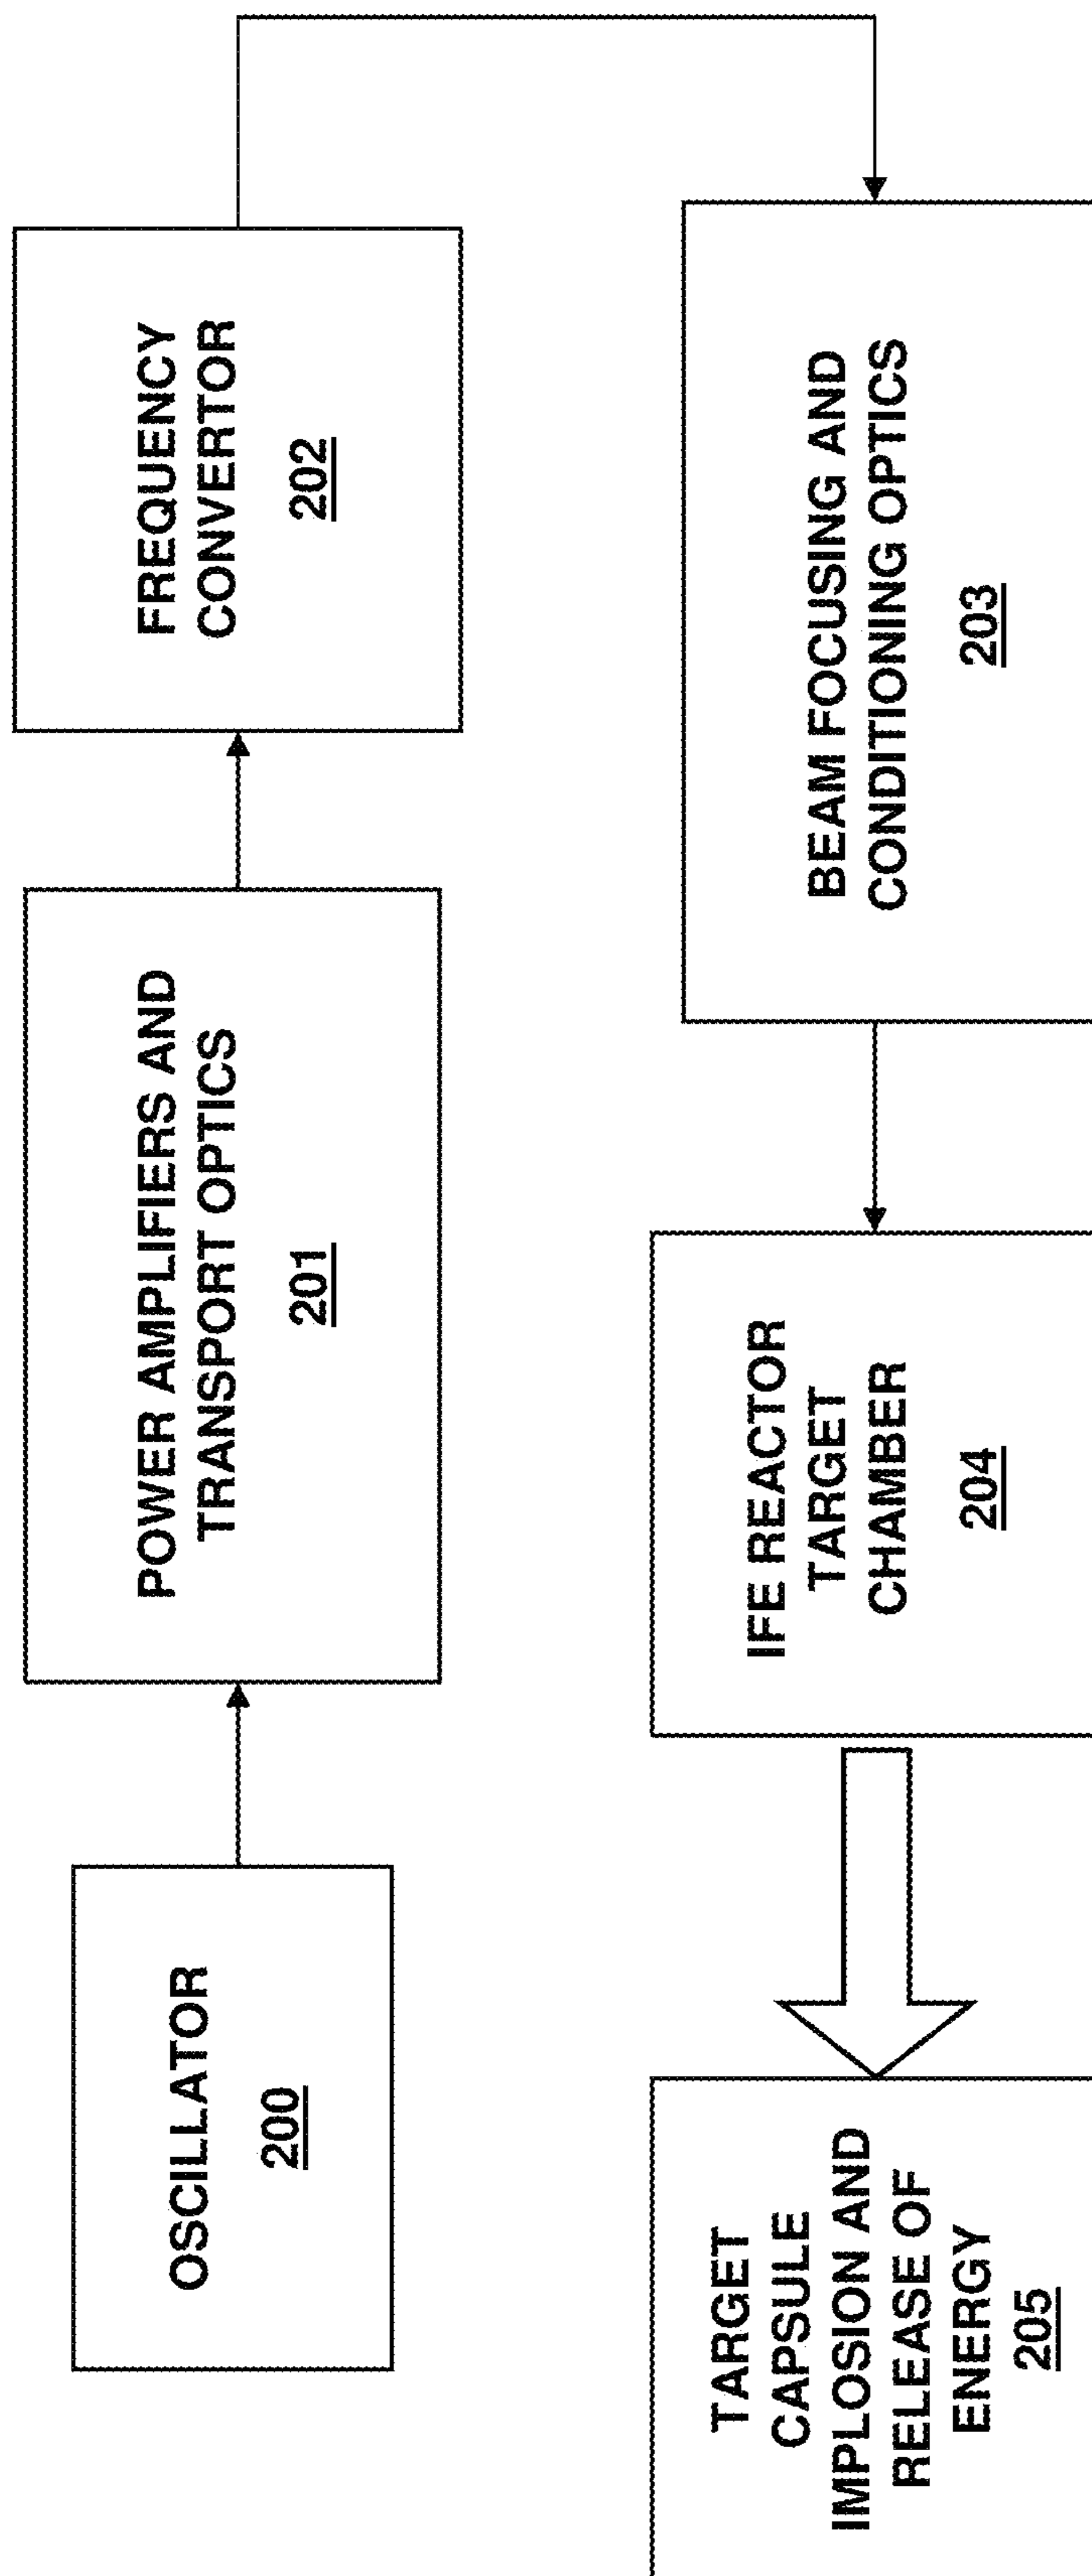 OSCILLATOR
200
POWER AMPLIFIERS AND
TRANSPORT OPTICS
201
FREQUENCY
CONVERTOR
202
BEAM FOCUSING AND
CONDITIONING OPTICS
203
IFE REACTOR
TARGET
CHAMBER
204
TARGET
CAPSULE
IMPLOSION AND
RELEASE OF
ENERGY
205